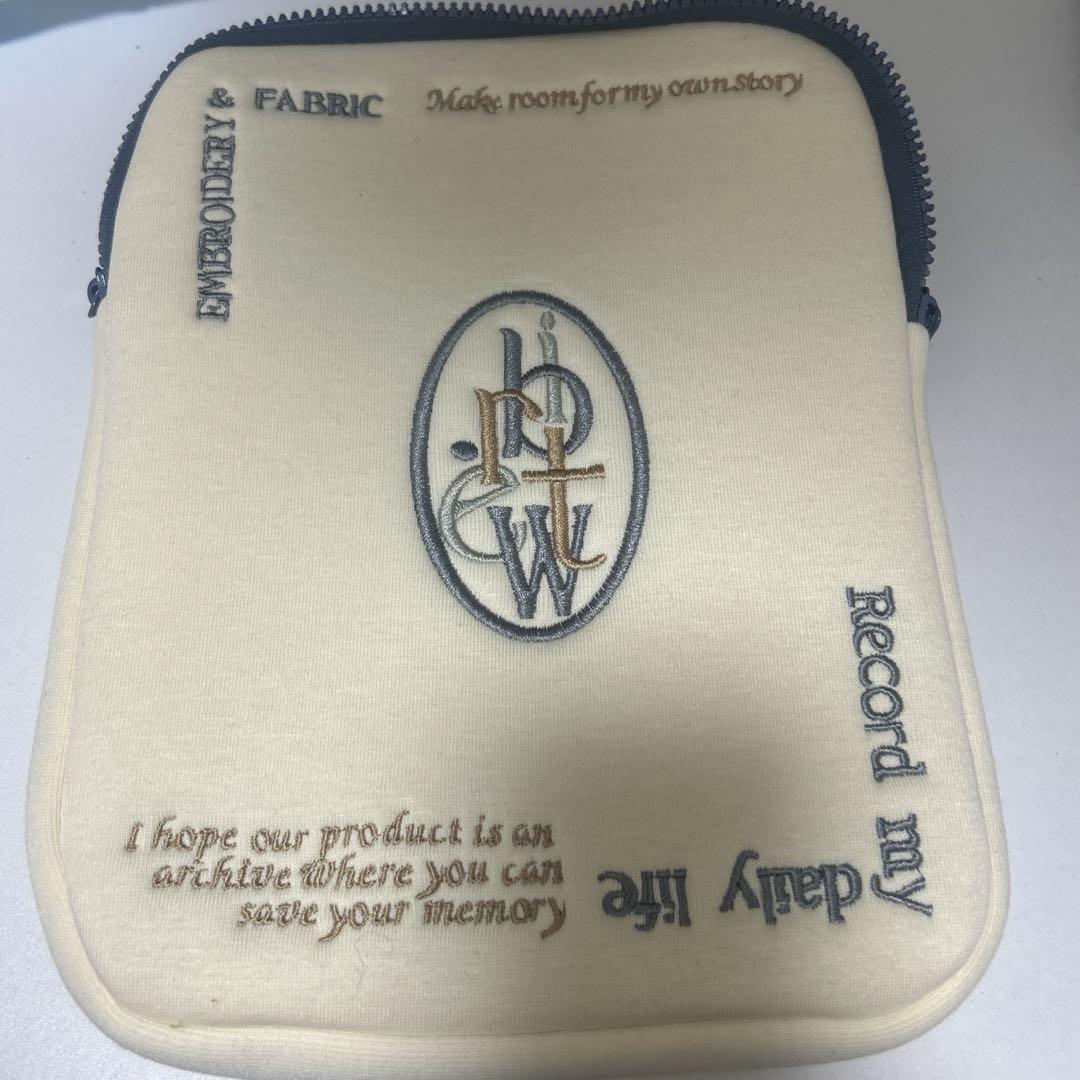 EMBROIDERY & FABRIC
Make room for my own story
b i r t e w
Record my daily life
I hope our product is an
archive where you can
save your memory